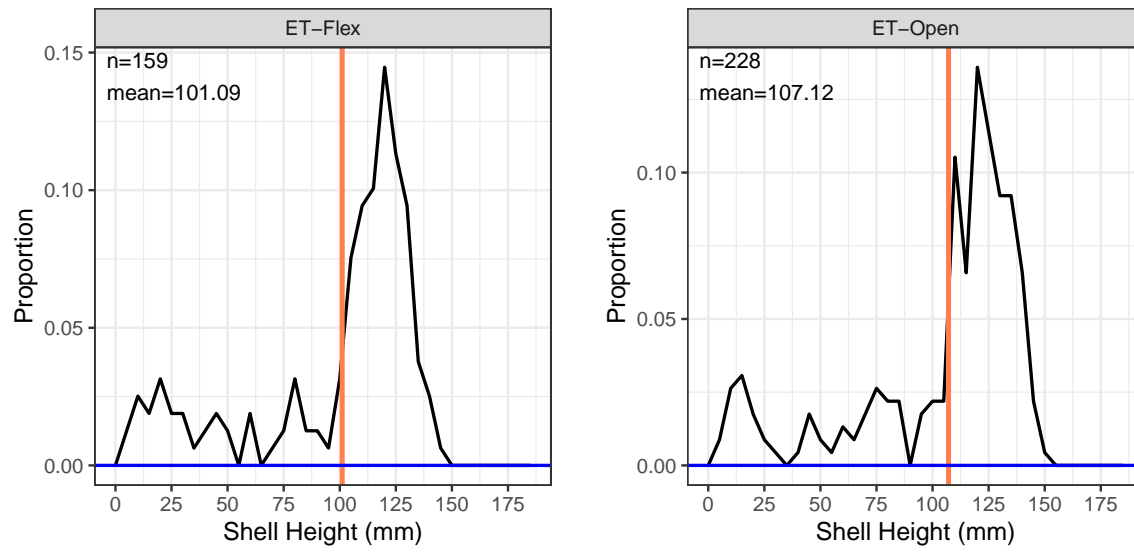 ET−Flex
n=159
mean=101.09
0.15
0.10
0.05
0.00
Proportion
0 25 50 75 100 125 150 175
Shell Height (mm)
ET−Open
n=228
mean=107.12
0.10
0.05
0.00
Proportion
0 25 50 75 100 125 150 175
Shell Height (mm)